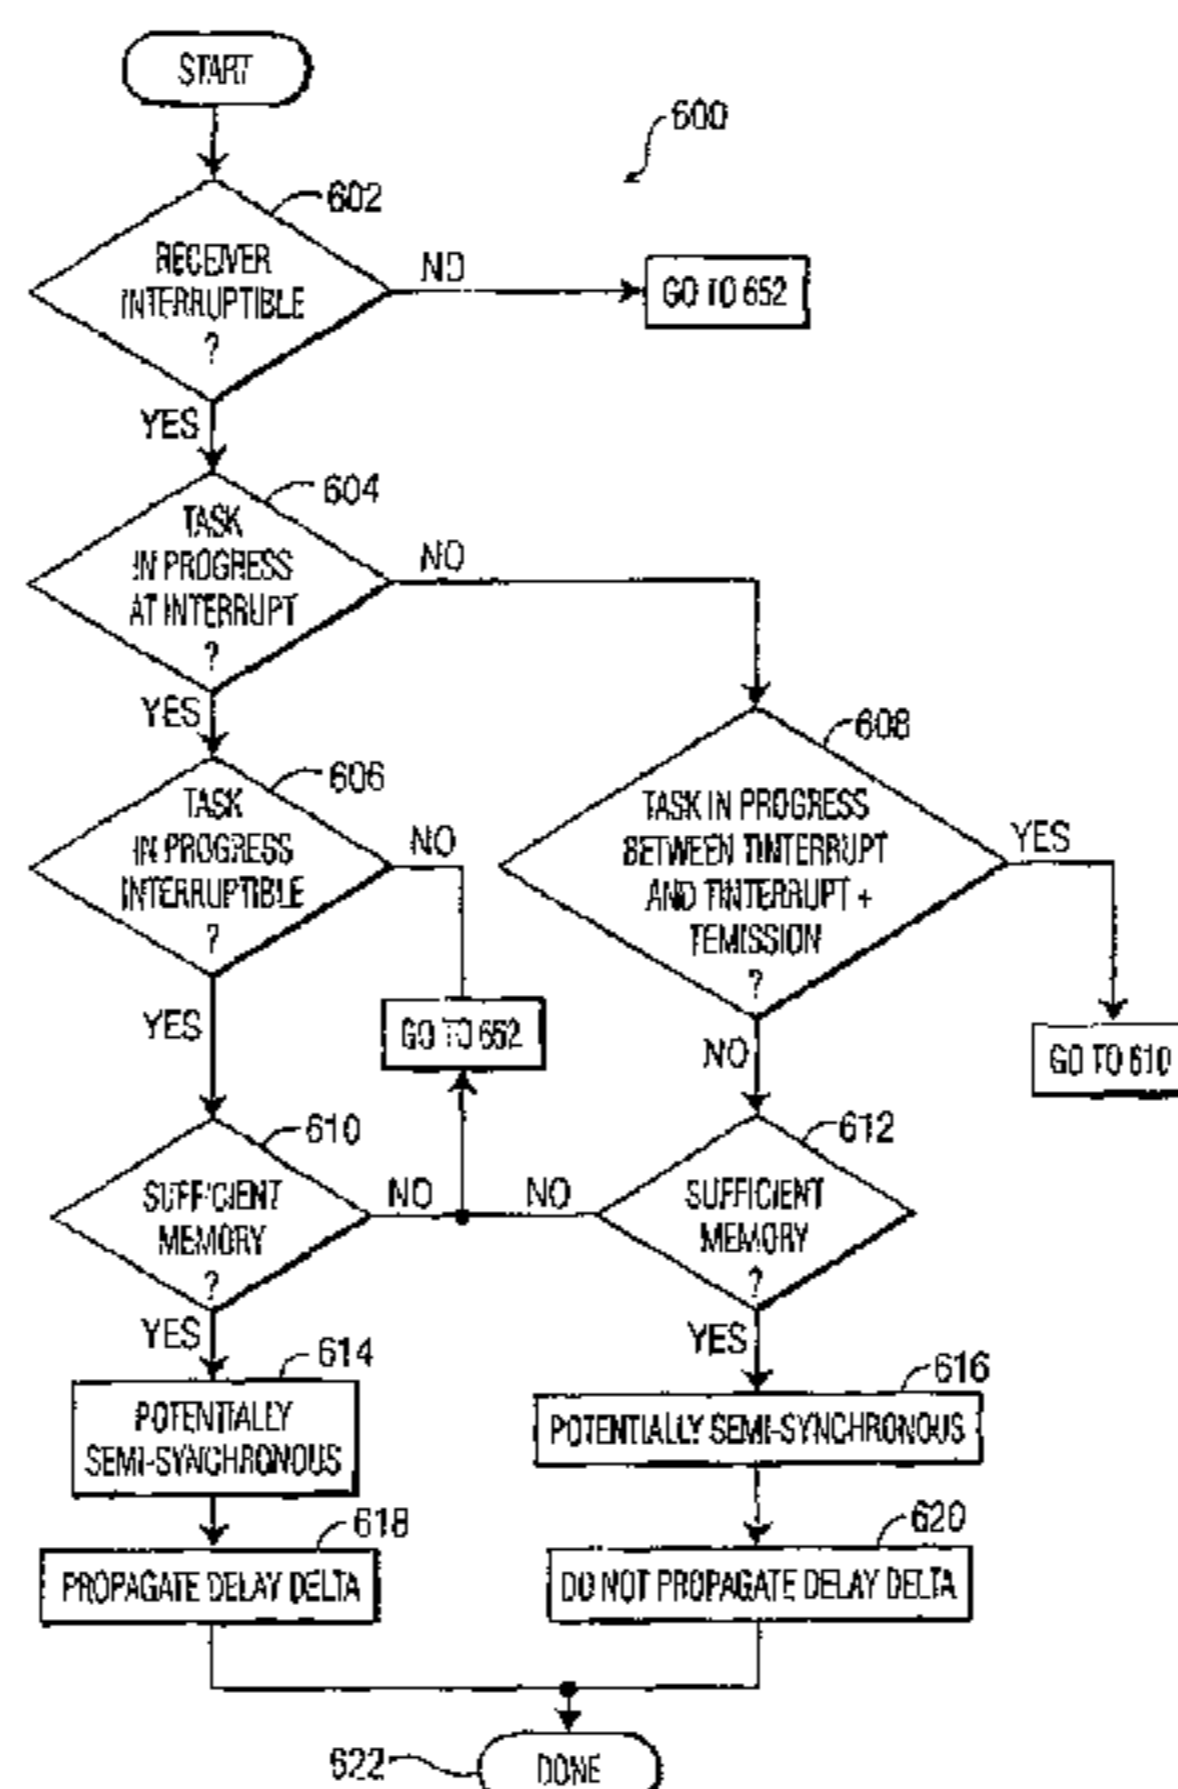 START
600
602
RECEIVER
INTERRUPTIBLE
?
NO
GO TO 652
YES
604
TASK
IN PROGRESS
AT INTERRUPT
?
NO
YES
606
TASK
IN PROGRESS
INTERRUPTIBLE
?
NO
YES
608
TASK IN PROGRESS
BETWEEN TINTERRUPT
AND TINTERRUPT +
TEMISSION
?
YES
GO TO 610
NO
GO TO 652
610
SUFFICIENT
MEMORY
?
NO
YES
612
SUFFICIENT
MEMORY
?
NO
YES
614
POTENTIALLY
SEMI-SYNCHRONOUS
616
POTENTIALLY SEMI-SYNCHRONOUS
618
PROPAGATE DELAY DELTA
620
DO NOT PROPAGATE DELAY DELTA
622
DONE